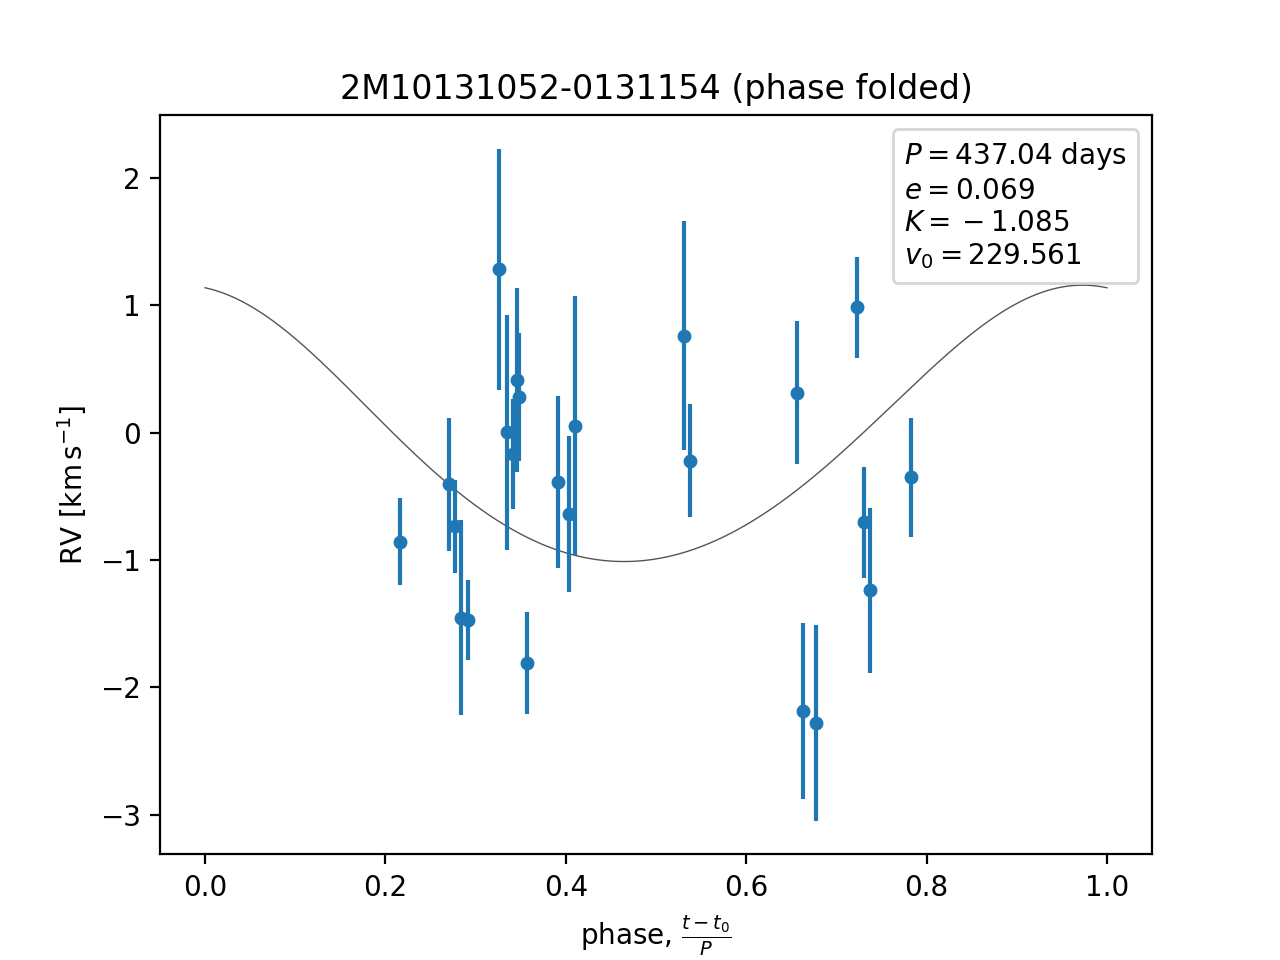 2M10131052-0131154 (phase folded)
P = 437.04 days
e = 0.069
K = −1.085
v₀ = 229.561
RV [km s⁻¹]
2
1
0
−1
−2
−3
0.0 0.2 0.4 0.6 0.8 1.0
phase, (t − t₀)/P